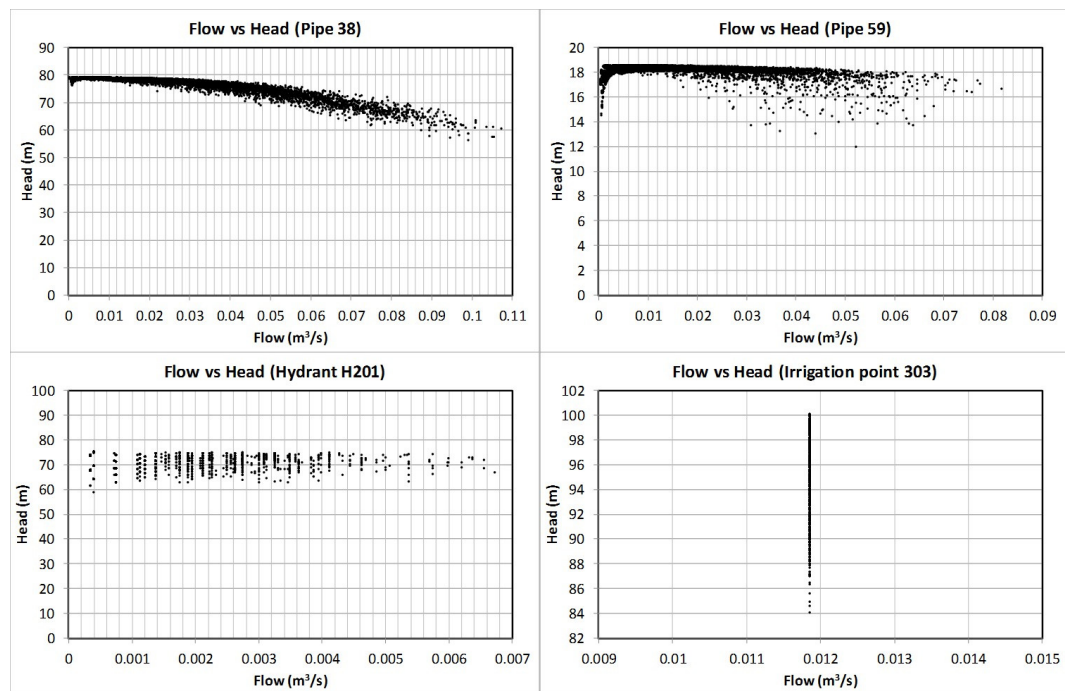 Flow vs Head (Pipe 38)
90
80
70
60
50
40
30
20
10
0
Head (m)
0 0.01 0.02 0.03 0.04 0.05 0.06 0.07 0.08 0.09 0.1 0.11
Flow (m³/s)
Flow vs Head (Pipe 59)
20
18
16
14
12
10
8
6
4
2
0
Head (m)
0 0.01 0.02 0.03 0.04 0.05 0.06 0.07 0.08 0.09
Flow (m³/s)
Flow vs Head (Hydrant H201)
100
90
80
70
60
50
40
30
20
10
0
Head (m)
0 0.001 0.002 0.003 0.004 0.005 0.006 0.007
Flow (m³/s)
Flow vs Head (Irrigation point 303)
102
100
98
96
94
92
90
88
86
84
82
Head (m)
0.009 0.01 0.011 0.012 0.013 0.014 0.015
Flow (m³/s)